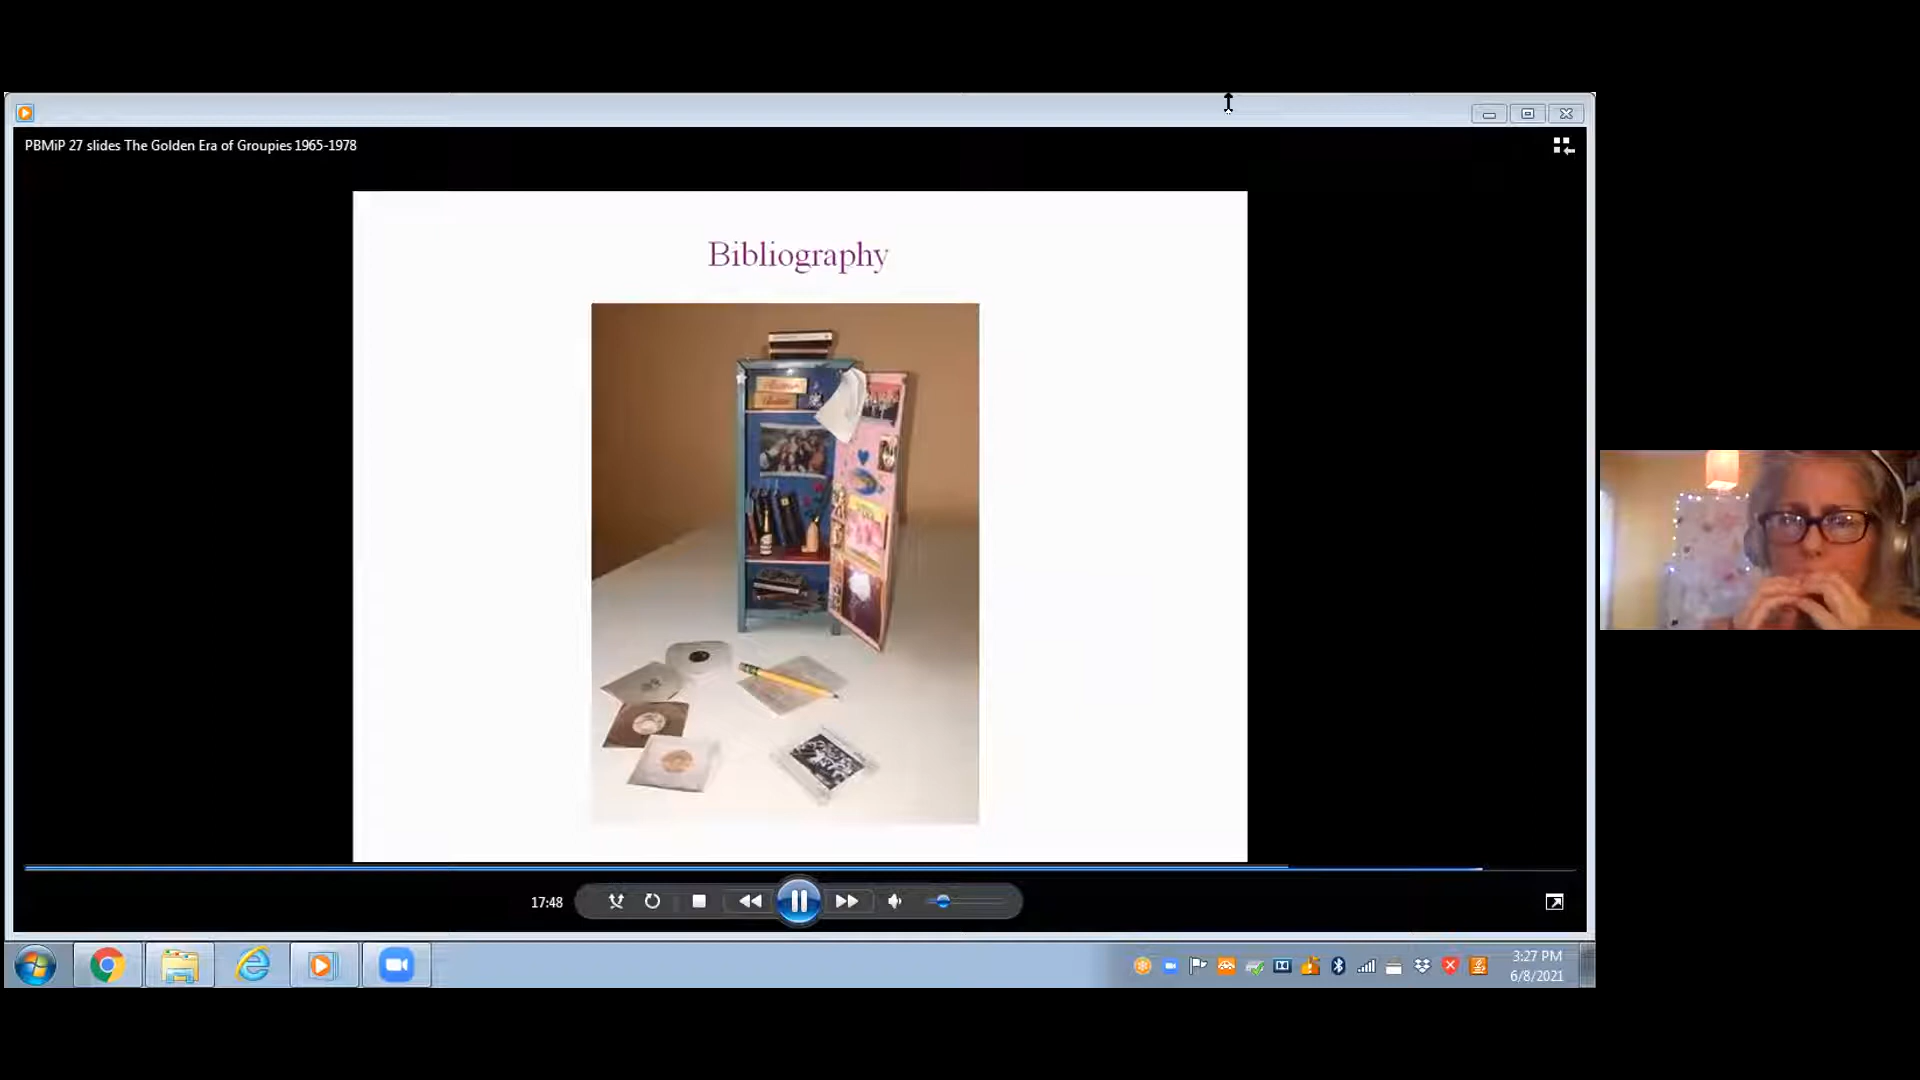 PBMiP 27 slides The Golden Era of Groupies 1965-1978
Bibliography
17:48
3:27 PM
6/8/2021